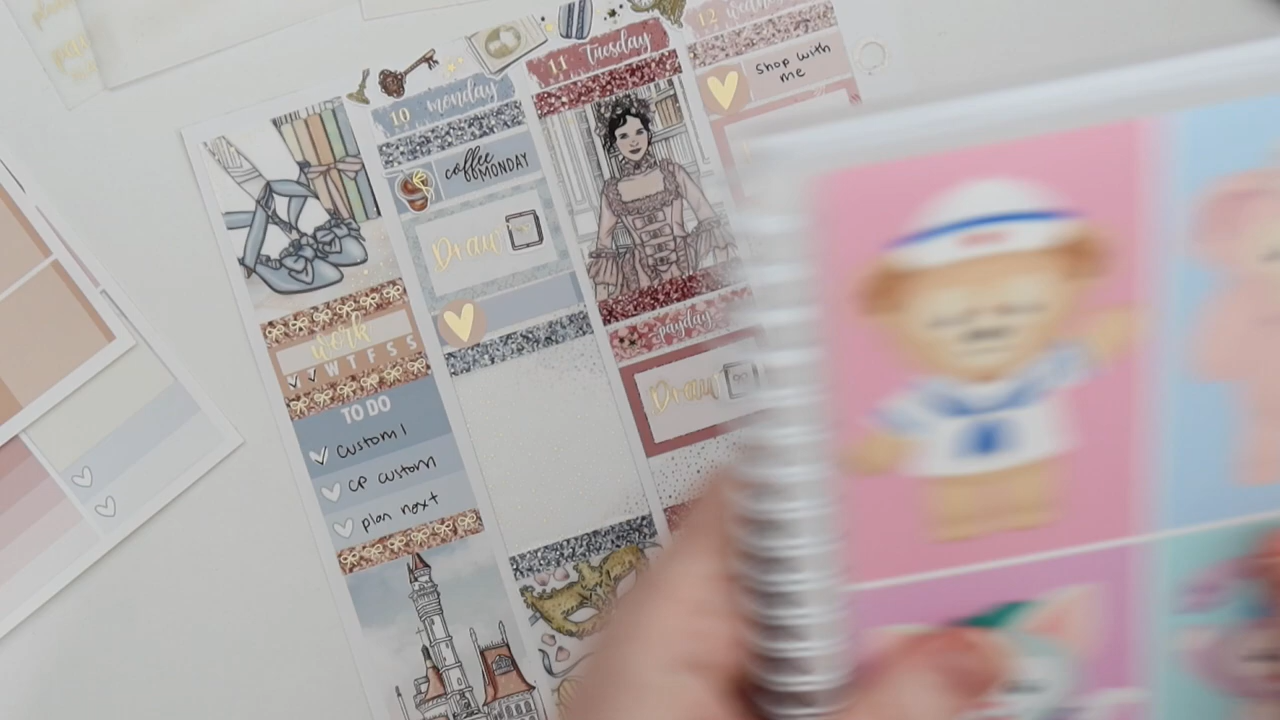 work
W T F S S
TO DO
Custom 1
CP custom
plan next
10 monday
coffee
MONDAY
Draw
11 Tuesday
payday
Draw
12 wednes
shop with
me